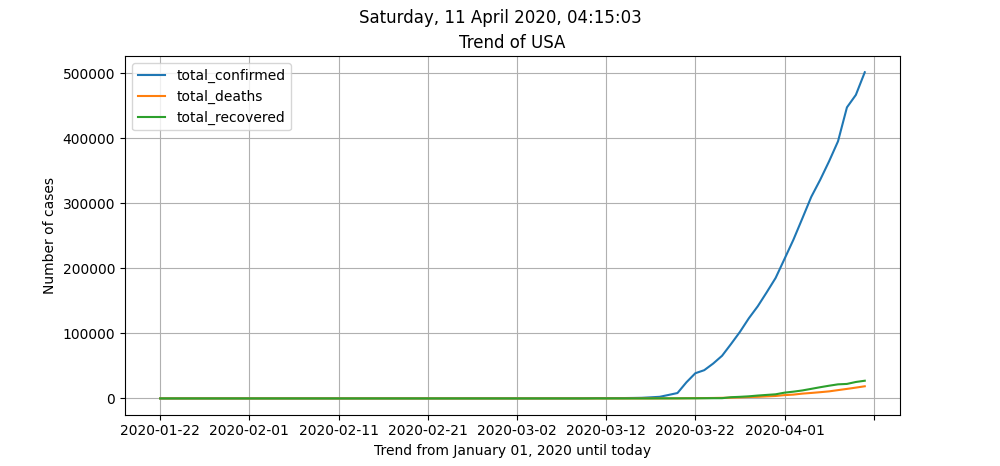 Saturday, 11 April 2020, 04:15:03
Trend of USA
total_confirmed
total_deaths
total_recovered
Number of cases
500000
400000
300000
200000
100000
0
2020-01-22 2020-02-01 2020-02-11 2020-02-21 2020-03-02 2020-03-12 2020-03-22 2020-04-01
Trend from January 01, 2020 until today